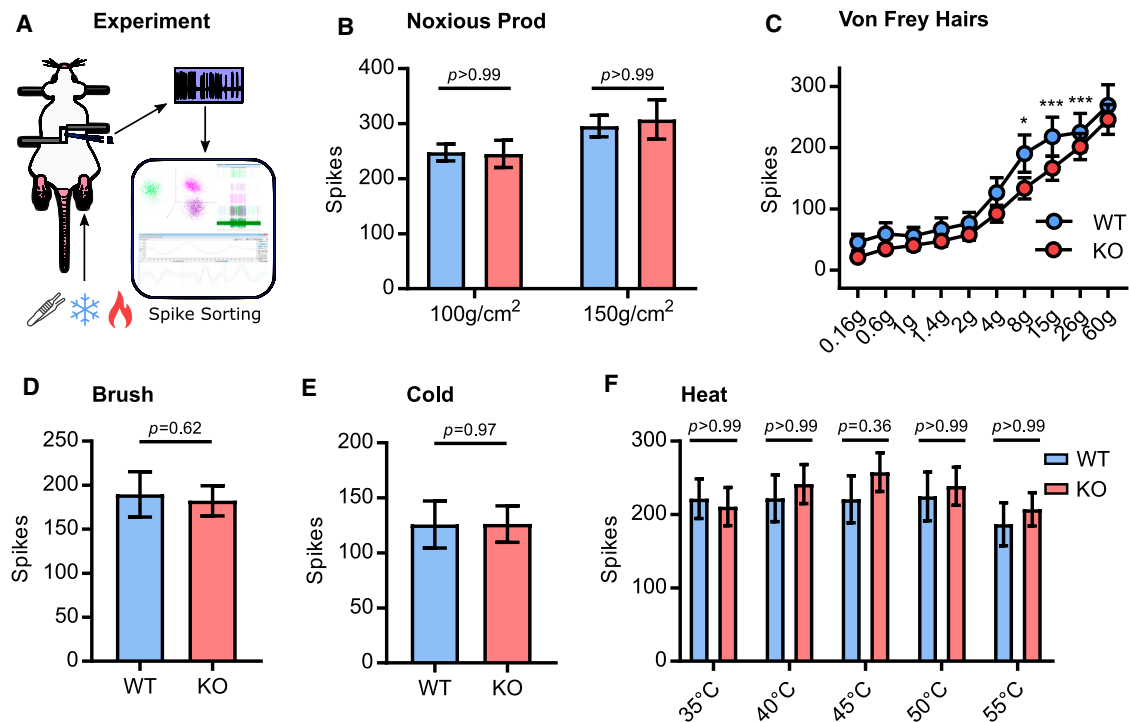 A Experiment
Spike Sorting
B Noxious Prod
p>0.99 p>0.99
Spikes
400
300
200
100
0
100g/cm² 150g/cm²
C Von Frey Hairs
Spikes
300
200
100
0
* *** ***
WT
KO
0.16g 0.6g 1g 1.4g 2g 4g 8g 15g 26g 60g
D Brush
p=0.62
Spikes
250
200
150
100
50
0
WT KO
E Cold
p=0.97
Spikes
200
150
100
50
0
WT KO
F Heat
p>0.99 p>0.99 p=0.36 p>0.99 p>0.99
Spikes
300
200
100
0
WT
KO
35°C 40°C 45°C 50°C 55°C